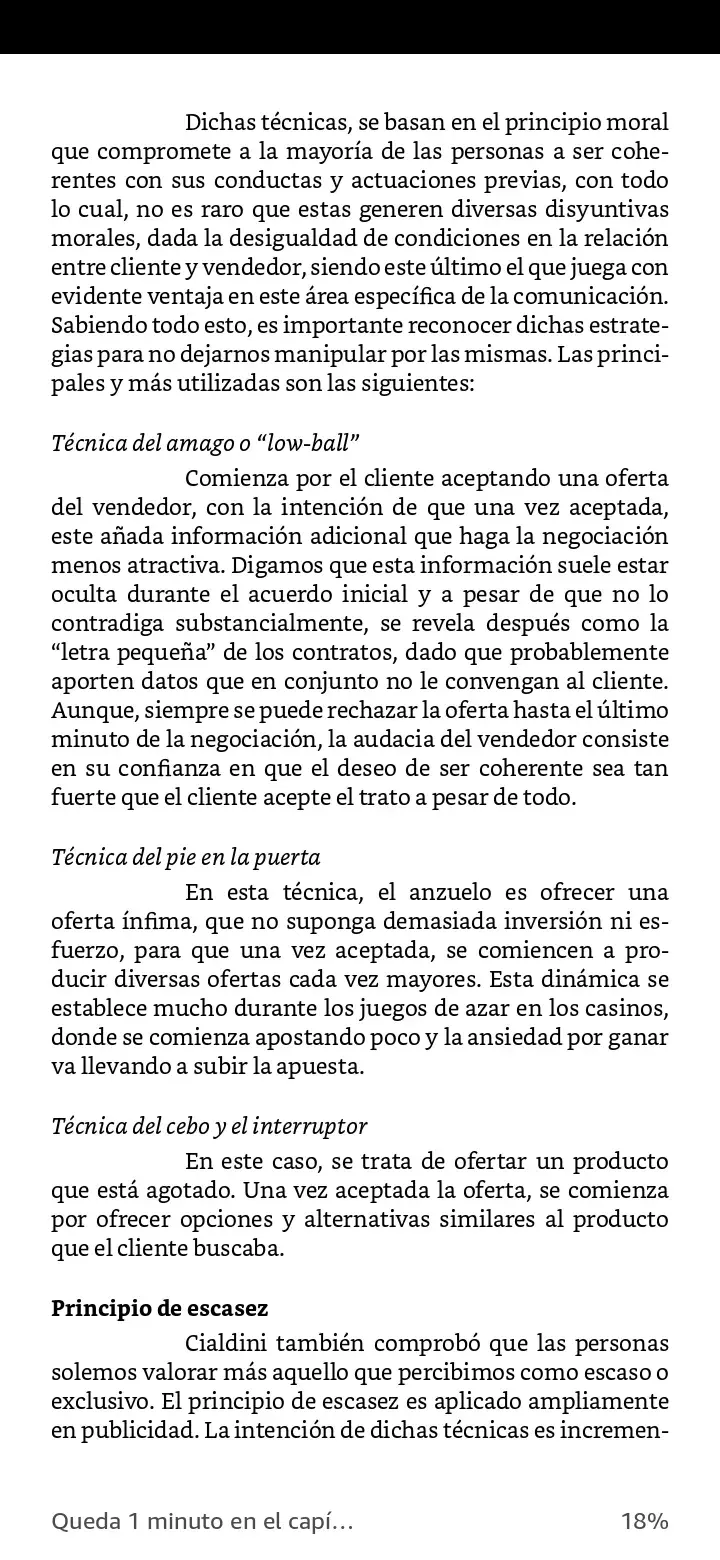 Dichas técnicas, se basan en el principio moral
que compromete a la mayoría de las personas a ser cohe-
rentes con sus conductas y actuaciones previas, con todo
lo cual, no es raro que estas generen diversas disyuntivas
morales, dada la desigualdad de condiciones en la relación
entre cliente y vendedor, siendo este último el que juega con
evidente ventaja en este área específica de la comunicación.
Sabiendo todo esto, es importante reconocer dichas estrate-
gias para no dejarnos manipular por las mismas. Las princi-
pales y más utilizadas son las siguientes:
Técnica del amago o “low-ball”
Comienza por el cliente aceptando una oferta
del vendedor, con la intención de que una vez aceptada,
este añada información adicional que haga la negociación
menos atractiva. Digamos que esta información suele estar
oculta durante el acuerdo inicial y a pesar de que no lo
contradiga substancialmente, se revela después como la
“letra pequeña” de los contratos, dado que probablemente
aporten datos que en conjunto no le convengan al cliente.
Aunque, siempre se puede rechazar la oferta hasta el último
minuto de la negociación, la audacia del vendedor consiste
en su confianza en que el deseo de ser coherente sea tan
fuerte que el cliente acepte el trato a pesar de todo.
Técnica del pie en la puerta
En esta técnica, el anzuelo es ofrecer una
oferta ínfima, que no suponga demasiada inversión ni es-
fuerzo, para que una vez aceptada, se comiencen a pro-
ducir diversas ofertas cada vez mayores. Esta dinámica se
establece mucho durante los juegos de azar en los casinos,
donde se comienza apostando poco y la ansiedad por ganar
va llevando a subir la apuesta.
Técnica del cebo y el interruptor
En este caso, se trata de ofertar un producto
que está agotado. Una vez aceptada la oferta, se comienza
por ofrecer opciones y alternativas similares al producto
que el cliente buscaba.
Principio de escasez
Cialdini también comprobó que las personas
solemos valorar más aquello que percibimos como escaso o
exclusivo. El principio de escasez es aplicado ampliamente
en publicidad. La intención de dichas técnicas es incremen-
Queda 1 minuto en el capí... 18%